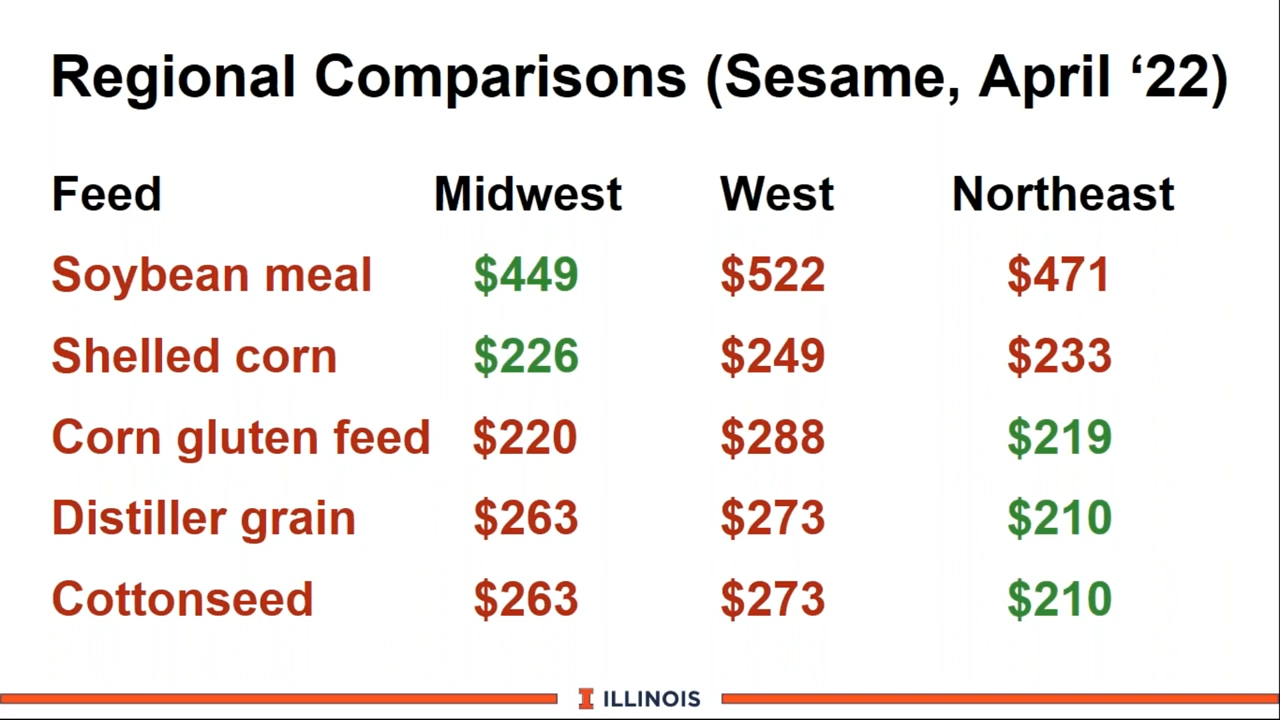 Regional Comparisons (Sesame, April ‘22)
Feed Midwest West Northeast
Soybean meal $449 $522 $471
Shelled corn $226 $249 $233
Corn gluten feed $220 $288 $219
Distiller grain $263 $273 $210
Cottonseed $263 $273 $210
I ILLINOIS